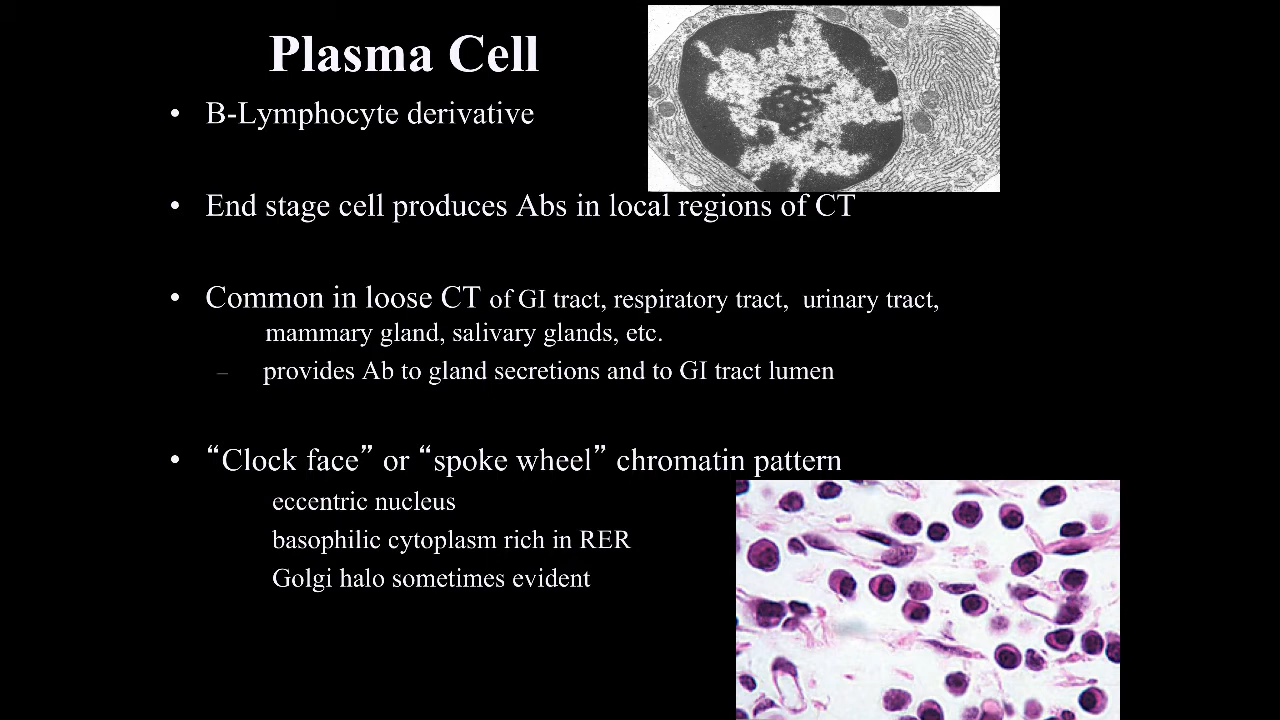 Plasma Cell
• B-Lymphocyte derivative
• End stage cell produces Abs in local regions of CT
• Common in loose CT of GI tract, respiratory tract, urinary tract,
mammary gland, salivary glands, etc.
– provides Ab to gland secretions and to GI tract lumen
• “Clock face” or “spoke wheel” chromatin pattern
eccentric nucleus
basophilic cytoplasm rich in RER
Golgi halo sometimes evident